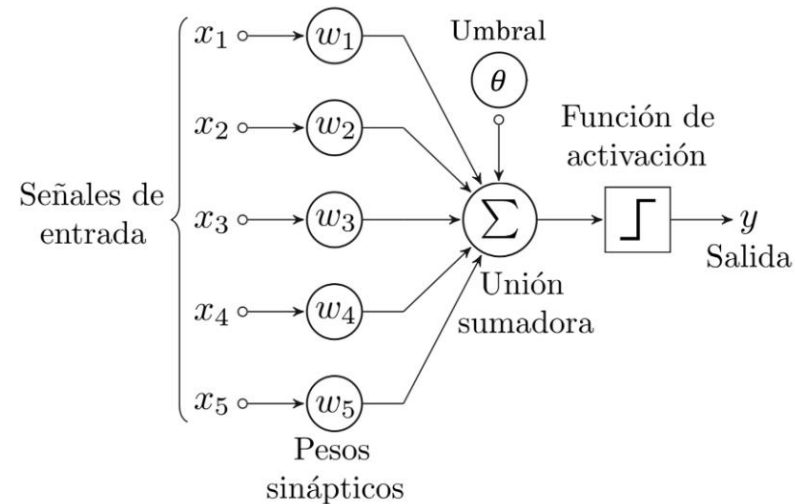 x₁ w₁
Umbral
θ
x₂ w₂
Función de
activación
Señales de
entrada
x₃ w₃
∑
y
Salida
Unión
sumadora
x₄ w₄
x₅ w₅
Pesos
sinápticos